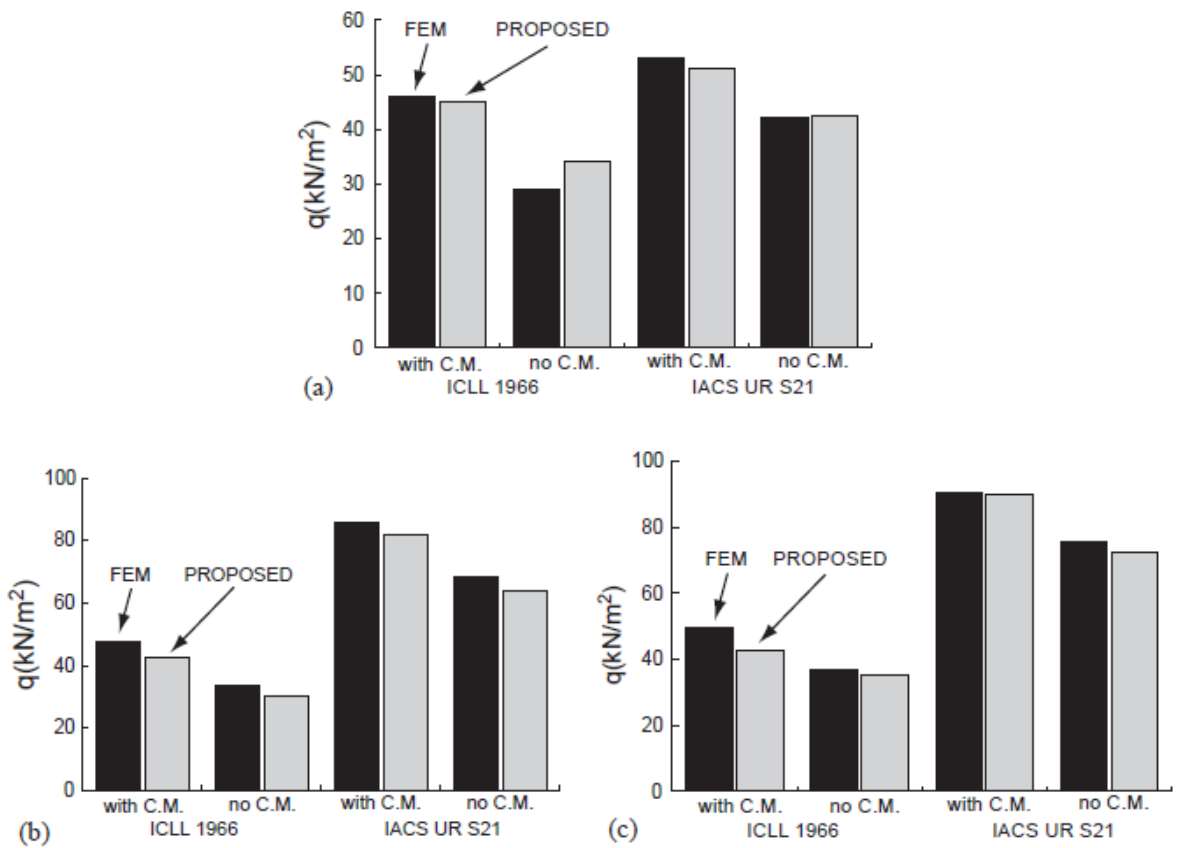 60
FEM PROPOSED
50
40
30
20
10
0
q(kN/m²)
with C.M. no C.M. with C.M. no C.M.
ICLL 1966 IACS UR S21
(a)
100
80
60
40
20
0
q(kN/m²)
FEM PROPOSED
with C.M. no C.M. with C.M. no C.M.
ICLL 1966 IACS UR S21
(b)
100
80
60
40
20
0
q(kN/m²)
FEM PROPOSED
with C.M. no C.M. with C.M. no C.M.
ICLL 1966 IACS UR S21
(c)